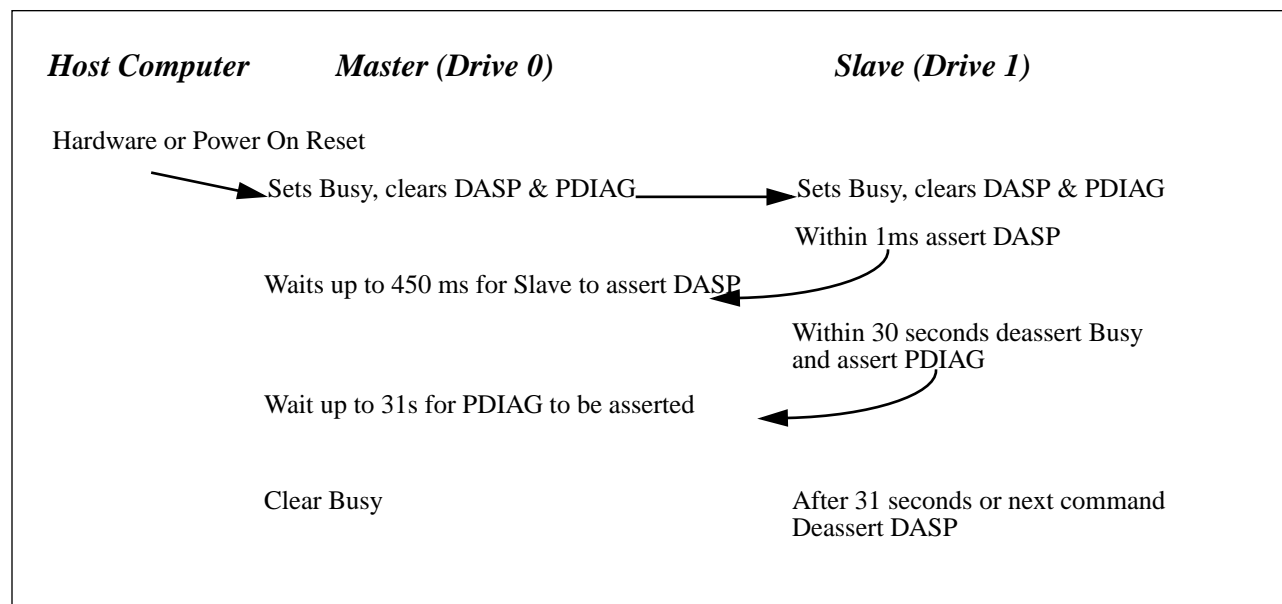 Host Computer Master (Drive 0) Slave (Drive 1)
Hardware or Power On Reset
Sets Busy, clears DASP & PDIAG Sets Busy, clears DASP & PDIAG
Within 1ms assert DASP
Waits up to 450 ms for Slave to assert DASP
Within 30 seconds deassert Busy
and assert PDIAG
Wait up to 31s for PDIAG to be asserted
Clear Busy After 31 seconds or next command
Deassert DASP